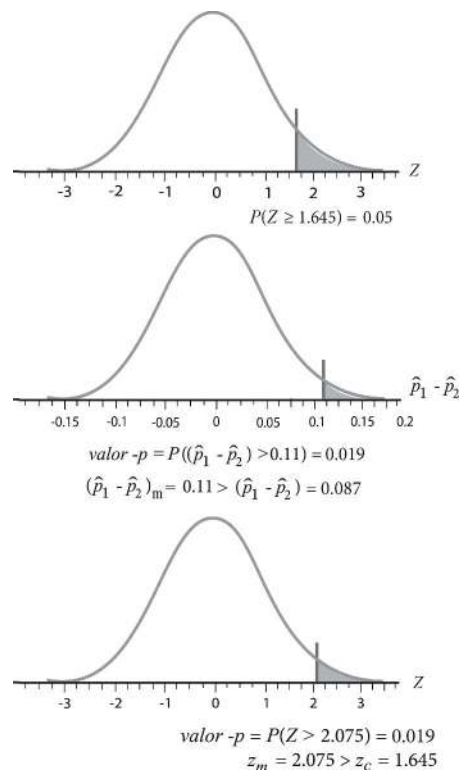 Z
-3 -2 -1 0 1 2 3
P(Z ≥ 1.645) = 0.05
p̂₁ - p̂₂
-0.15 -0.1 -0.05 0 0.05 0.1 0.15 0.2
valor -p = P((p̂₁ - p̂₂) >0.11) = 0.019
(p̂₁ - p̂₂)ₘ = 0.11 > (p̂₁ - p̂₂) = 0.087
Z
-3 -2 -1 0 1 2 3
valor -p = P(Z > 2.075) = 0.019
zₘ = 2.075 > z_c = 1.645